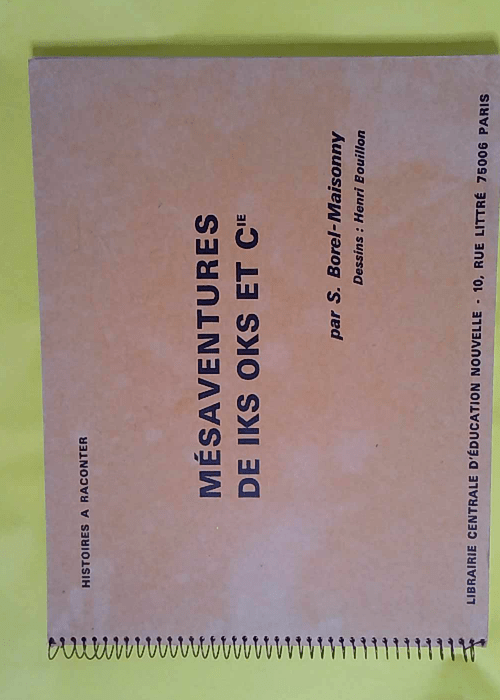 HISTOIRES A RACONTER
MÉSAVENTURES
DE IKS OKS ET CIE
par S. Borel-Maisonny
Dessins : Henri Bouillon
LIBRAIRIE CENTRALE D'ÉDUCATION NOUVELLE - 10, RUE LITTRÉ 75006 PARIS